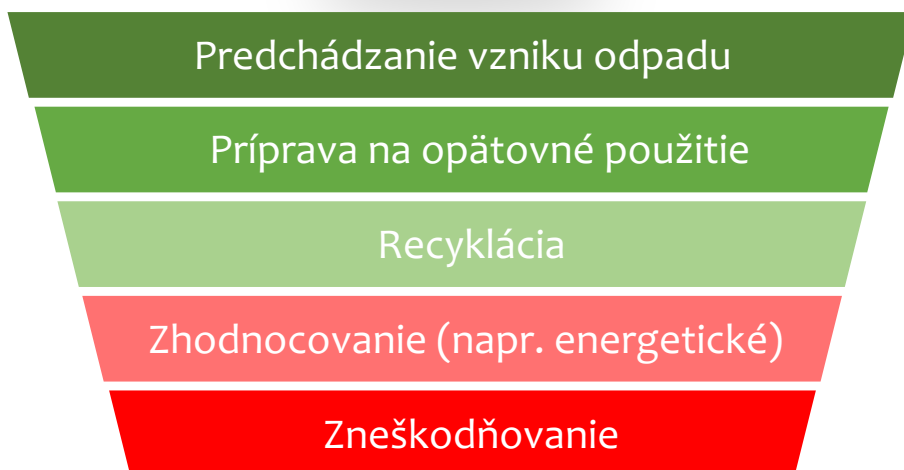 Predchádzanie vzniku odpadu
Príprava na opätovné použitie
Recyklácia
Zhodnocovanie (napr. energetické)
Zneškodňovanie